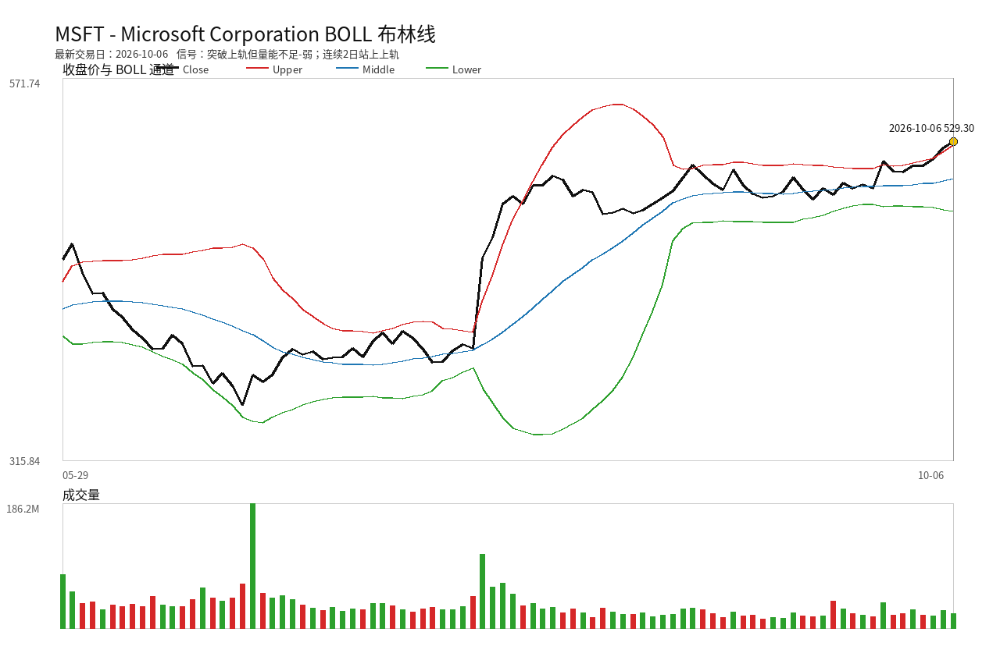 MSFT - Microsoft Corporation BOLL 布林线
最新交易日：2026-10-06 信号：突破上轨但量能不足-弱；连续2日站上上轨
收盘价与 BOLL 通道 Close Upper Middle Lower
571.74
2026-10-06 529.30
315.84
05-29 10-06
成交量
186.2M